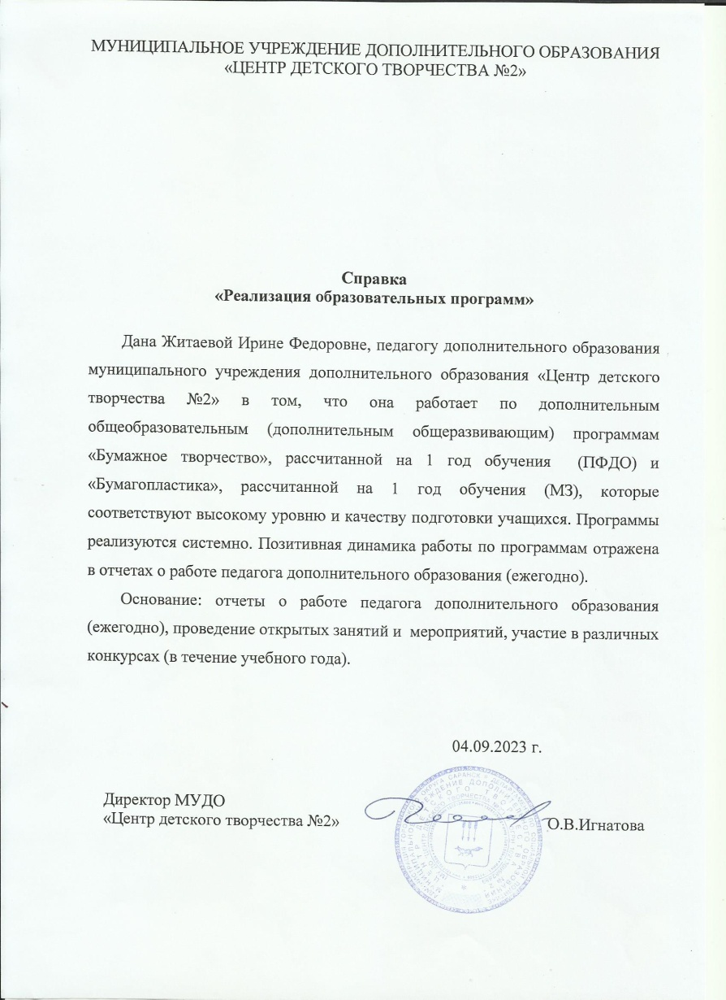 МУНИЦИПАЛЬНОЕ УЧРЕЖДЕНИЕ ДОПОЛНИТЕЛЬНОГО ОБРАЗОВАНИЯ
«ЦЕНТР ДЕТСКОГО ТВОРЧЕСТВА №2»
Справка
«Реализация образовательных программ»
Дана Житаевой Ирине Федоровне, педагогу дополнительного образования
муниципального учреждения дополнительного образования «Центр детского
творчества №2» в том, что она работает по дополнительным
общеобразовательным (дополнительным общеразвивающим) программам
«Бумажное творчество», рассчитанной на 1 год обучения (ПФДО) и
«Бумагопластика», рассчитанной на 1 год обучения (МЗ), которые
соответствуют высокому уровню и качеству подготовки учащихся. Программы
реализуются системно. Позитивная динамика работы по программам отражена
в отчетах о работе педагога дополнительного образования (ежегодно).
Основание: отчеты о работе педагога дополнительного образования
(ежегодно), проведение открытых занятий и мероприятий, участие в различных
конкурсах (в течение учебного года).
04.09.2023 г.
Директор МУДО
«Центр детского творчества №2» О.В.Игнатова